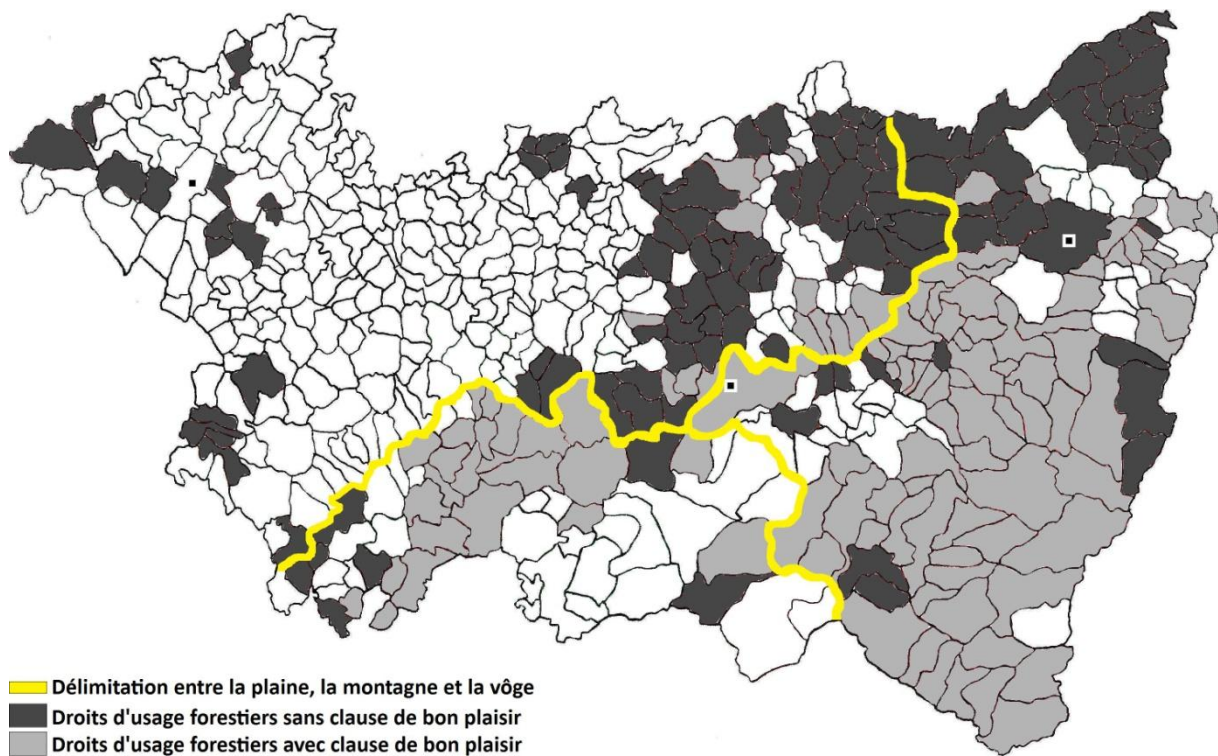 Délimitation entre la plaine, la montagne et la vôge
Droits d'usage forestiers sans clause de bon plaisir
Droits d'usage forestiers avec clause de bon plaisir